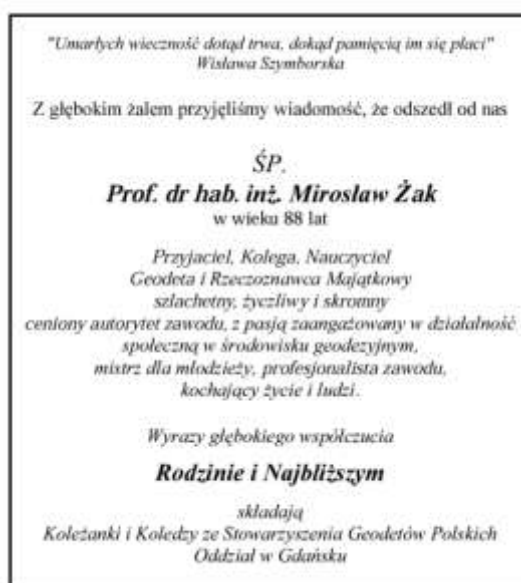 "Umarłych wieczność dotąd trwa, dokąd pamięcią im się płaci"
Wisława Szymborska
Z głębokim żalem przyjęliśmy wiadomość, że odszedł od nas
ŚP.
Prof. dr hab. inż. Mirosław Żak
w wieku 88 lat
Przyjaciel, Kolega, Nauczyciel
Geodeta i Rzeczoznawca Majątkowy
szlachetny, życzliwy i skromny
ceniony autorytet zawodu, z pasją zaangażowany w działalność
społeczną w środowisku geodezyjnym,
mistrz dla młodzieży, profesjonalista zawodu,
kochający życie i ludzi.
Wyrazy głębokiego współczucia
Rodzinie i Najbliższym
składają
Koleżanki i Koledzy ze Stowarzyszenia Geodetów Polskich
Oddział w Gdańsku